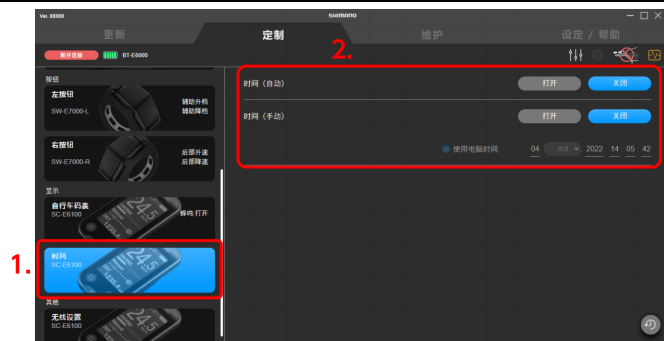 Ver. XXXXX
SHIMANO
更新 定制 维护 设定 / 帮助
断开连接 BT-E6000
2.
按钮
左按钮
SW-E7000-L
辅助升档
辅助降档
右按钮
SW-E7000-R
后部升速
后部降速
显示
自行车码表
SC-E6100
蜂鸣:打开
1.
时间
SC-E6100
其他
无线设置
SC-E6100
时间（自动） 打开 关闭
时间（手动） 打开 关闭
使用电脑时间 04 四月 2022 14 : 05 : 42